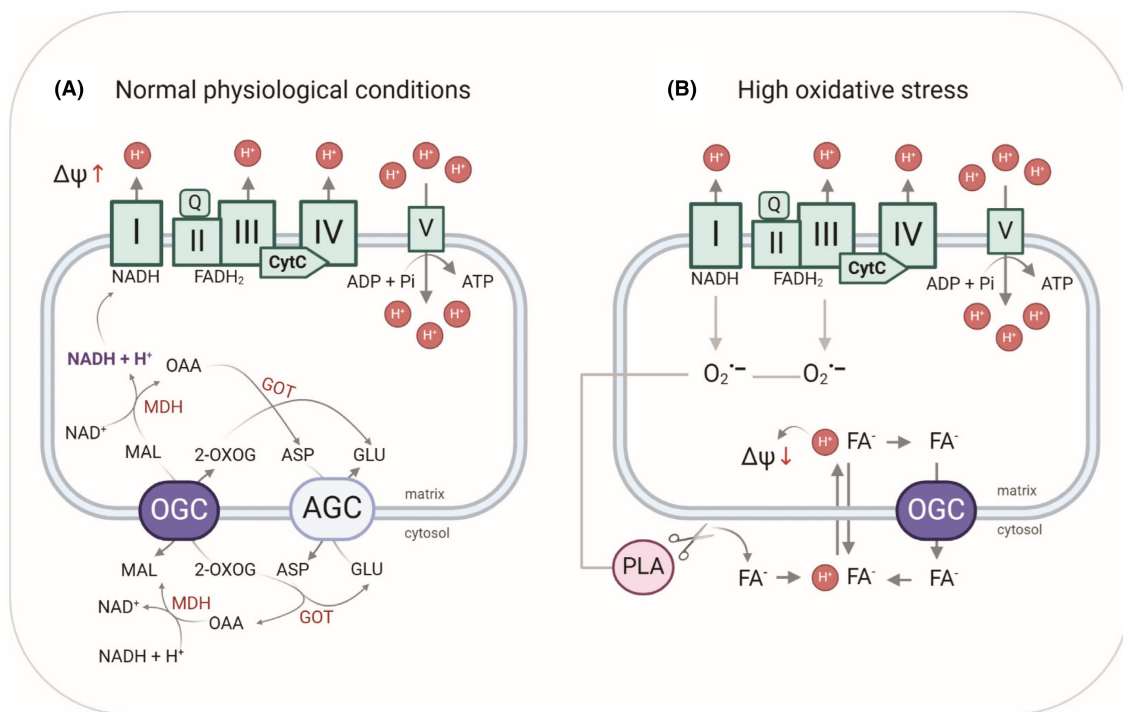 (A) Normal physiological conditions
H⁺ H⁺ H⁺ H⁺ H⁺ H⁺
Δψ ↑
Q
I II III IV V
CytC
NADH FADH₂ ADP + Pi ATP
H⁺ H⁺ H⁺
NADH + H⁺
OAA
GOT
MDH
NAD⁺
MAL 2-OXOG ASP GLU
matrix
OGC AGC
cytosol
MAL 2-OXOG ASP GLU
NAD⁺ MDH
OAA GOT
NADH + H⁺
(B) High oxidative stress
H⁺ H⁺ H⁺ H⁺ H⁺ H⁺
Q
I II III IV V
CytC
NADH FADH₂ ADP + Pi ATP
H⁺ H⁺ H⁺
O₂•− O₂•−
H⁺ FA⁻ FA⁻
Δψ ↓
matrix
OGC
cytosol
PLA
FA⁻ H⁺ FA⁻ FA⁻